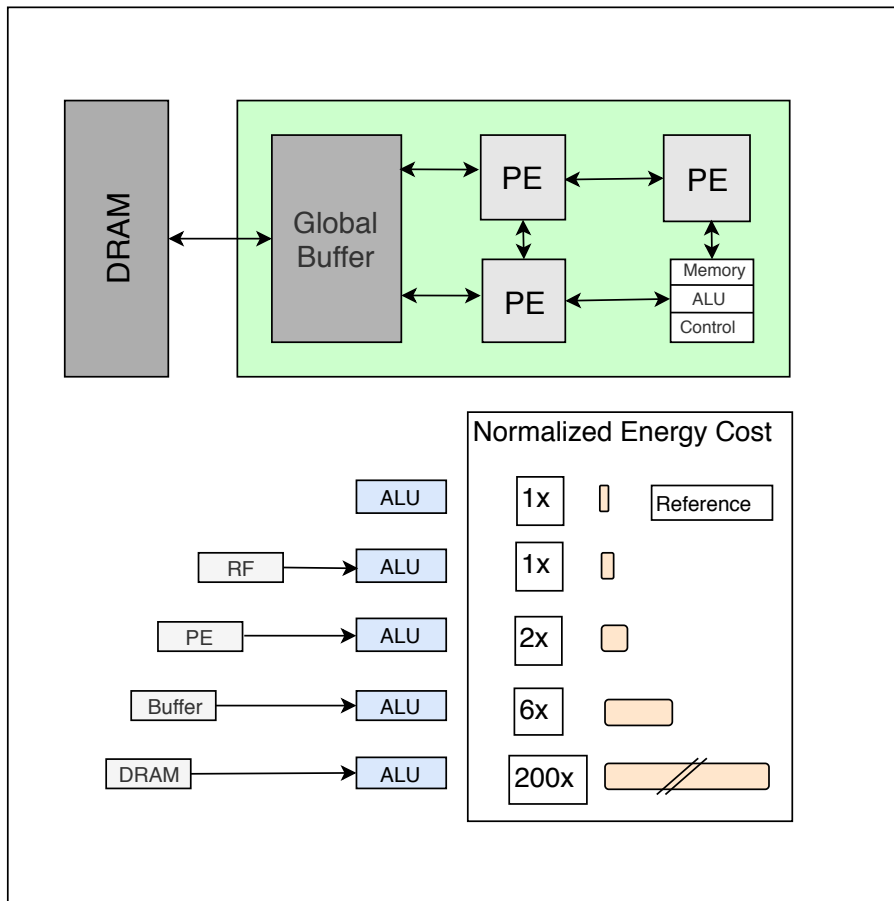 DRAM
Global
Buffer
PE
PE
PE
Memory
ALU
Control
Normalized Energy Cost
ALU
1x
Reference
RF
ALU
1x
PE
ALU
2x
Buffer
ALU
6x
DRAM
ALU
200x